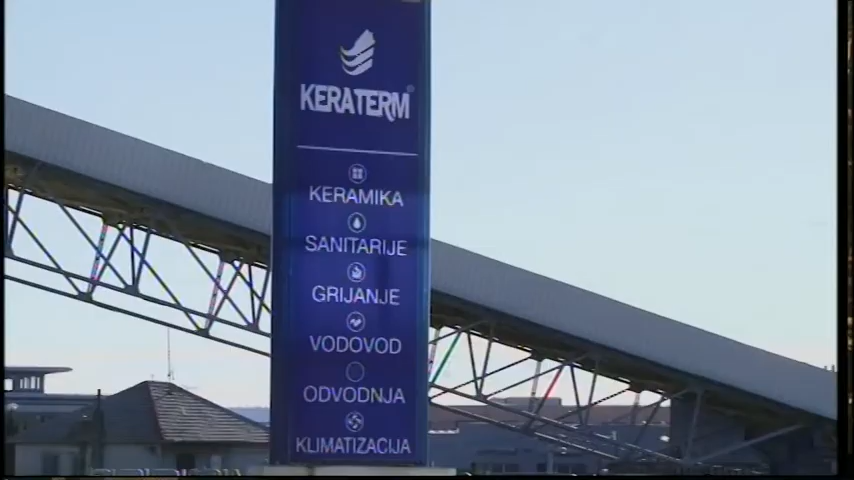 KERATERM®
KERAMIKA
SANITARIJE
GRIJANJE
VODOVOD
ODVODNJA
KLIMATIZACIJA